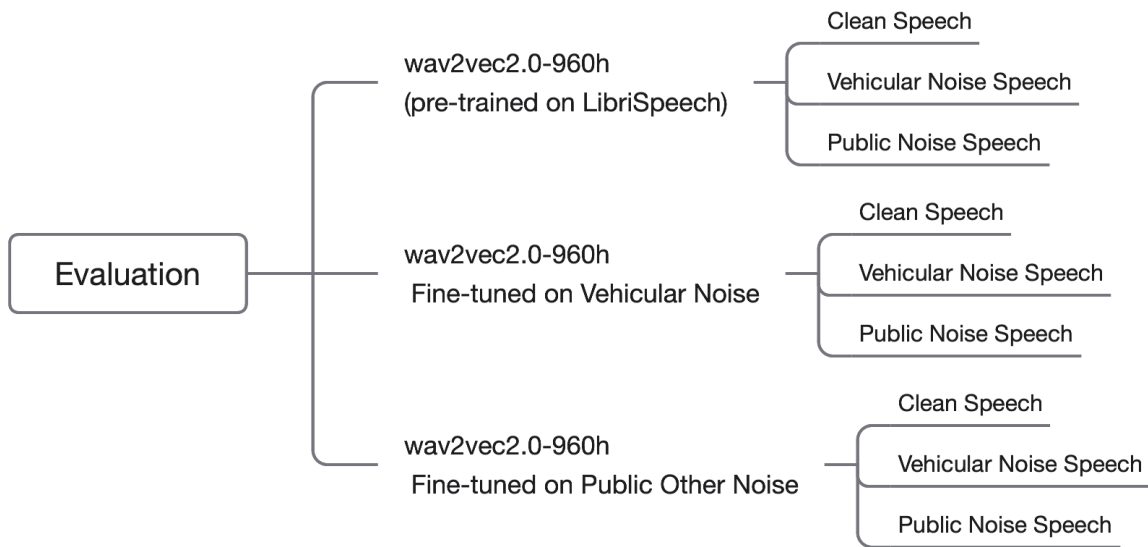 Evaluation
wav2vec2.0-960h
(pre-trained on LibriSpeech)
Clean Speech
Vehicular Noise Speech
Public Noise Speech
wav2vec2.0-960h
Fine-tuned on Vehicular Noise
Clean Speech
Vehicular Noise Speech
Public Noise Speech
wav2vec2.0-960h
Fine-tuned on Public Other Noise
Clean Speech
Vehicular Noise Speech
Public Noise Speech